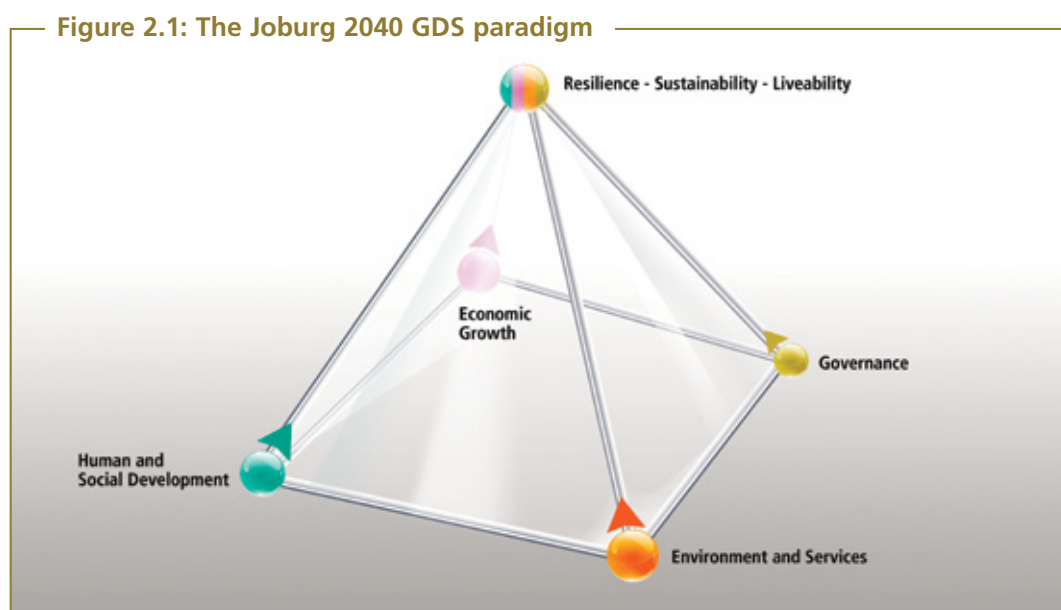 Figure 2.1: The Joburg 2040 GDS paradigm
Resilience - Sustainability - Liveability
Economic
Growth
Governance
Human and
Social Development
Environment and Services